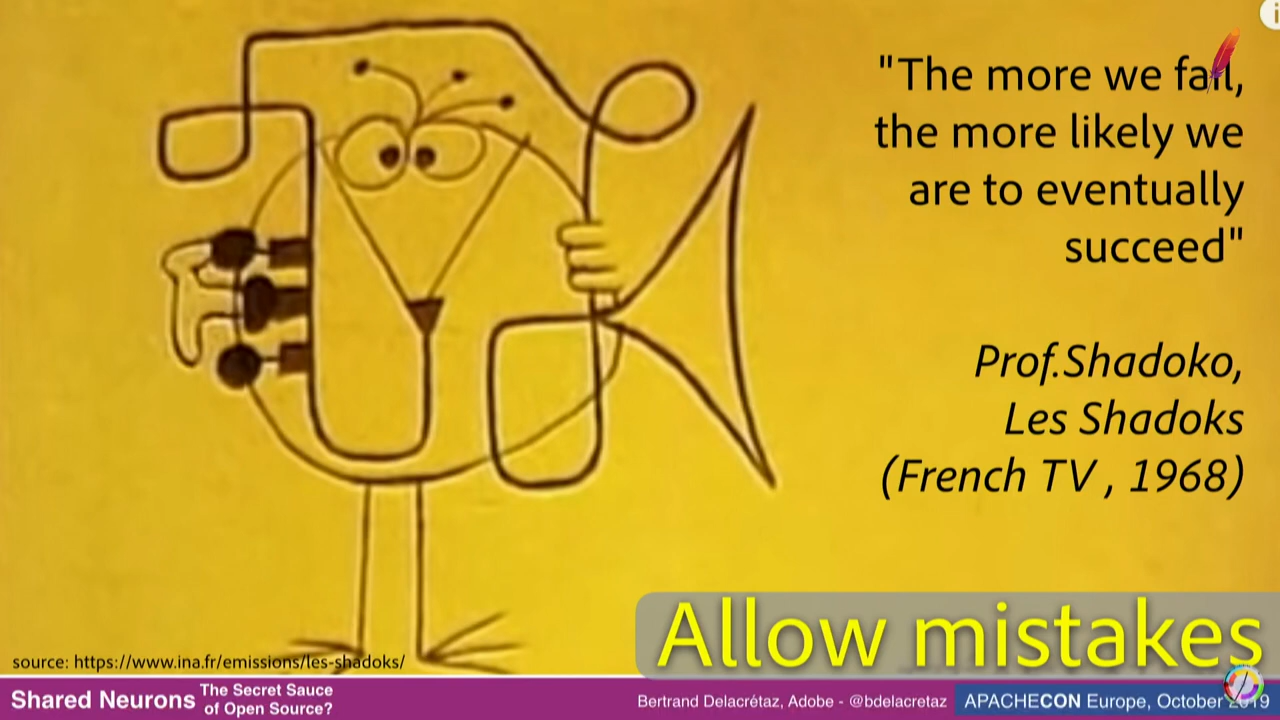 "The more we fail,
the more likely we
are to eventually
succeed"
Prof.Shadoko,
Les Shadoks
(French TV , 1968)
Allow mistakes
source: https://www.ina.fr/emissions/les-shadoks/
Shared Neurons The Secret Sauce
of Open Source?
Bertrand Delacrétaz, Adobe - @bdelacretaz
APACHECON Europe, October 2019